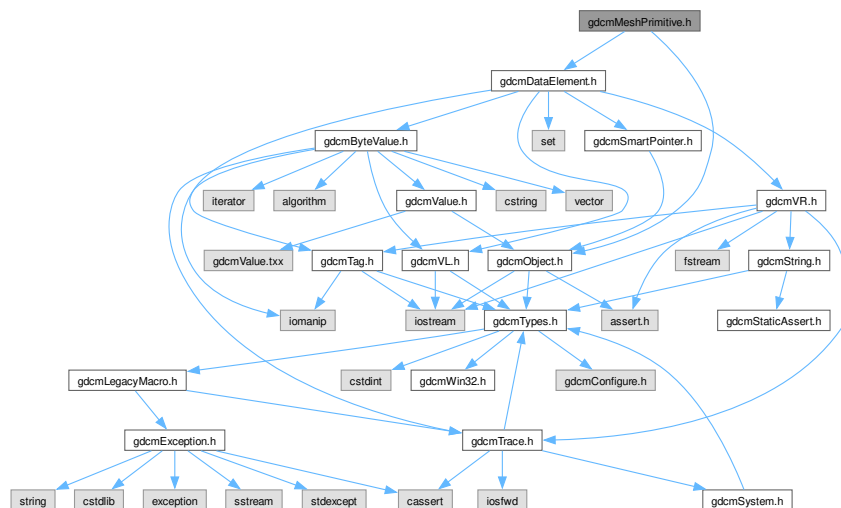 gdcmMeshPrimitive.h
gdcmDataElement.h
gdcmByteValue.h
set
gdcmSmartPointer.h
iterator
algorithm
gdcmValue.h
cstring
vector
gdcmVR.h
gdcmValue.txx
gdcmTag.h
gdcmVL.h
gdcmObject.h
fstream
gdcmString.h
iomanip
iostream
gdcmTypes.h
assert.h
gdcmStaticAssert.h
gdcmLegacyMacro.h
cstdint
gdcmWin32.h
gdcmConfigure.h
gdcmException.h
gdcmTrace.h
string
cstdlib
exception
sstream
stdexcept
cassert
iosfwd
gdcmSystem.h